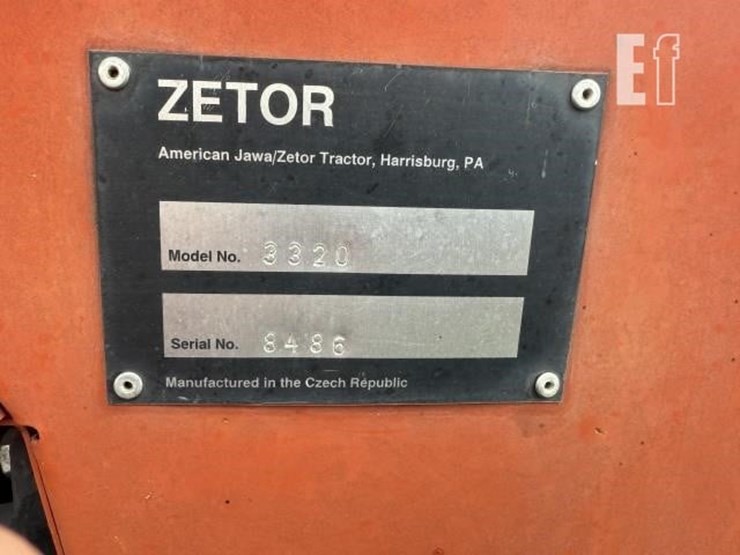 Ef
ZETOR
American Jawa/Zetor Tractor, Harrisburg, PA
Model No. 3320
Serial No. 8486
Manufactured in the Czech Republic